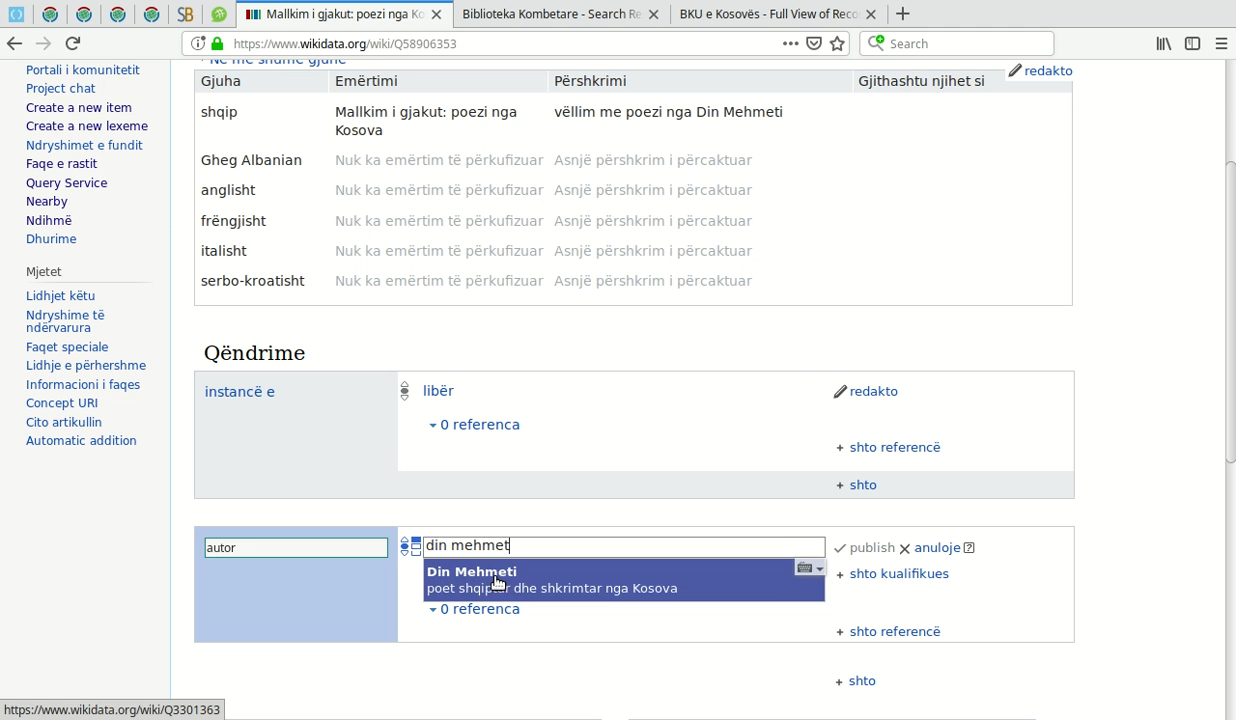 Mallkim i gjakut: poezi nga Ko
Biblioteka Kombetare - Search Re
BKU e Kosovës - Full View of Reco
https://www.wikidata.org/wiki/Q58906353
Search
Portali i komunitetit
Project chat
Create a new item
Create a new lexeme
Ndryshimet e fundit
Faqe e rastit
Query Service
Nearby
Ndihmë
Dhurime
Mjetet
Lidhjet këtu
Ndryshime të
ndërvarura
Faqet speciale
Lidhje e përhershme
Informacioni i faqes
Concept URI
Cito artikullin
Automatic addition
Në më shumë gjuhë
redakto
Gjuha Emërtimi Përshkrimi Gjithashtu njihet si
shqip Mallkim i gjakut: poezi nga vëllim me poezi nga Din Mehmeti
Kosova
Gheg Albanian Nuk ka emërtim të përkufizuar Asnjë përshkrim i përcaktuar
anglisht Nuk ka emërtim të përkufizuar Asnjë përshkrim i përcaktuar
frëngjisht Nuk ka emërtim të përkufizuar Asnjë përshkrim i përcaktuar
italisht Nuk ka emërtim të përkufizuar Asnjë përshkrim i përcaktuar
serbo-kroatisht Nuk ka emërtim të përkufizuar Asnjë përshkrim i përcaktuar
Qëndrime
instancë e libër redakto
0 referenca
+ shto referencë
+ shto
autor din mehmet publish anuloje ?
Din Mehmeti
poet shqiptar dhe shkrimtar nga Kosova
+ shto kualifikues
0 referenca
+ shto referencë
+ shto
https://www.wikidata.org/wiki/Q3301363